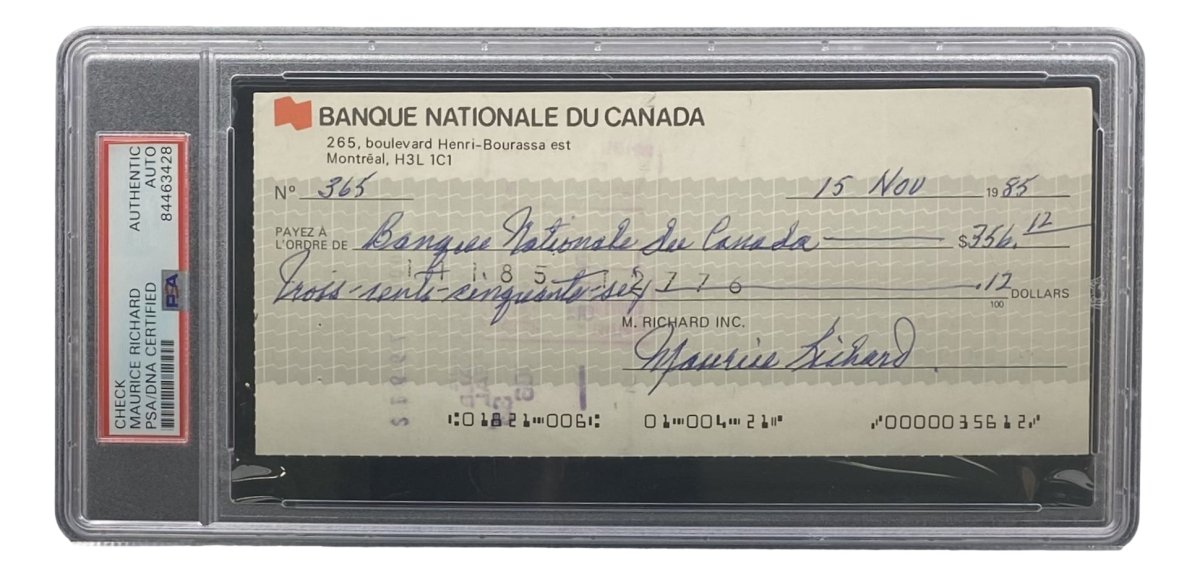 CHECK
MAURICE RICHARD
PSA/DNA CERTIFIED
AUTHENTIC
AUTO
84463428
PSA
BANQUE NATIONALE DU CANADA
265, boulevard Henri-Bourassa est
Montréal, H3L 1C1
Nº 365 15 Nov 1985
PAYEZ À
L'ORDRE DE Banque Nationale du Canada $356.12
Trois-cents-cinquante-six .12/100 DOLLARS
M. RICHARD INC.
Maurice Richard
⑆01821⑉006⑆ 01⑉004⑉21⑈ ⑇0000035612⑇